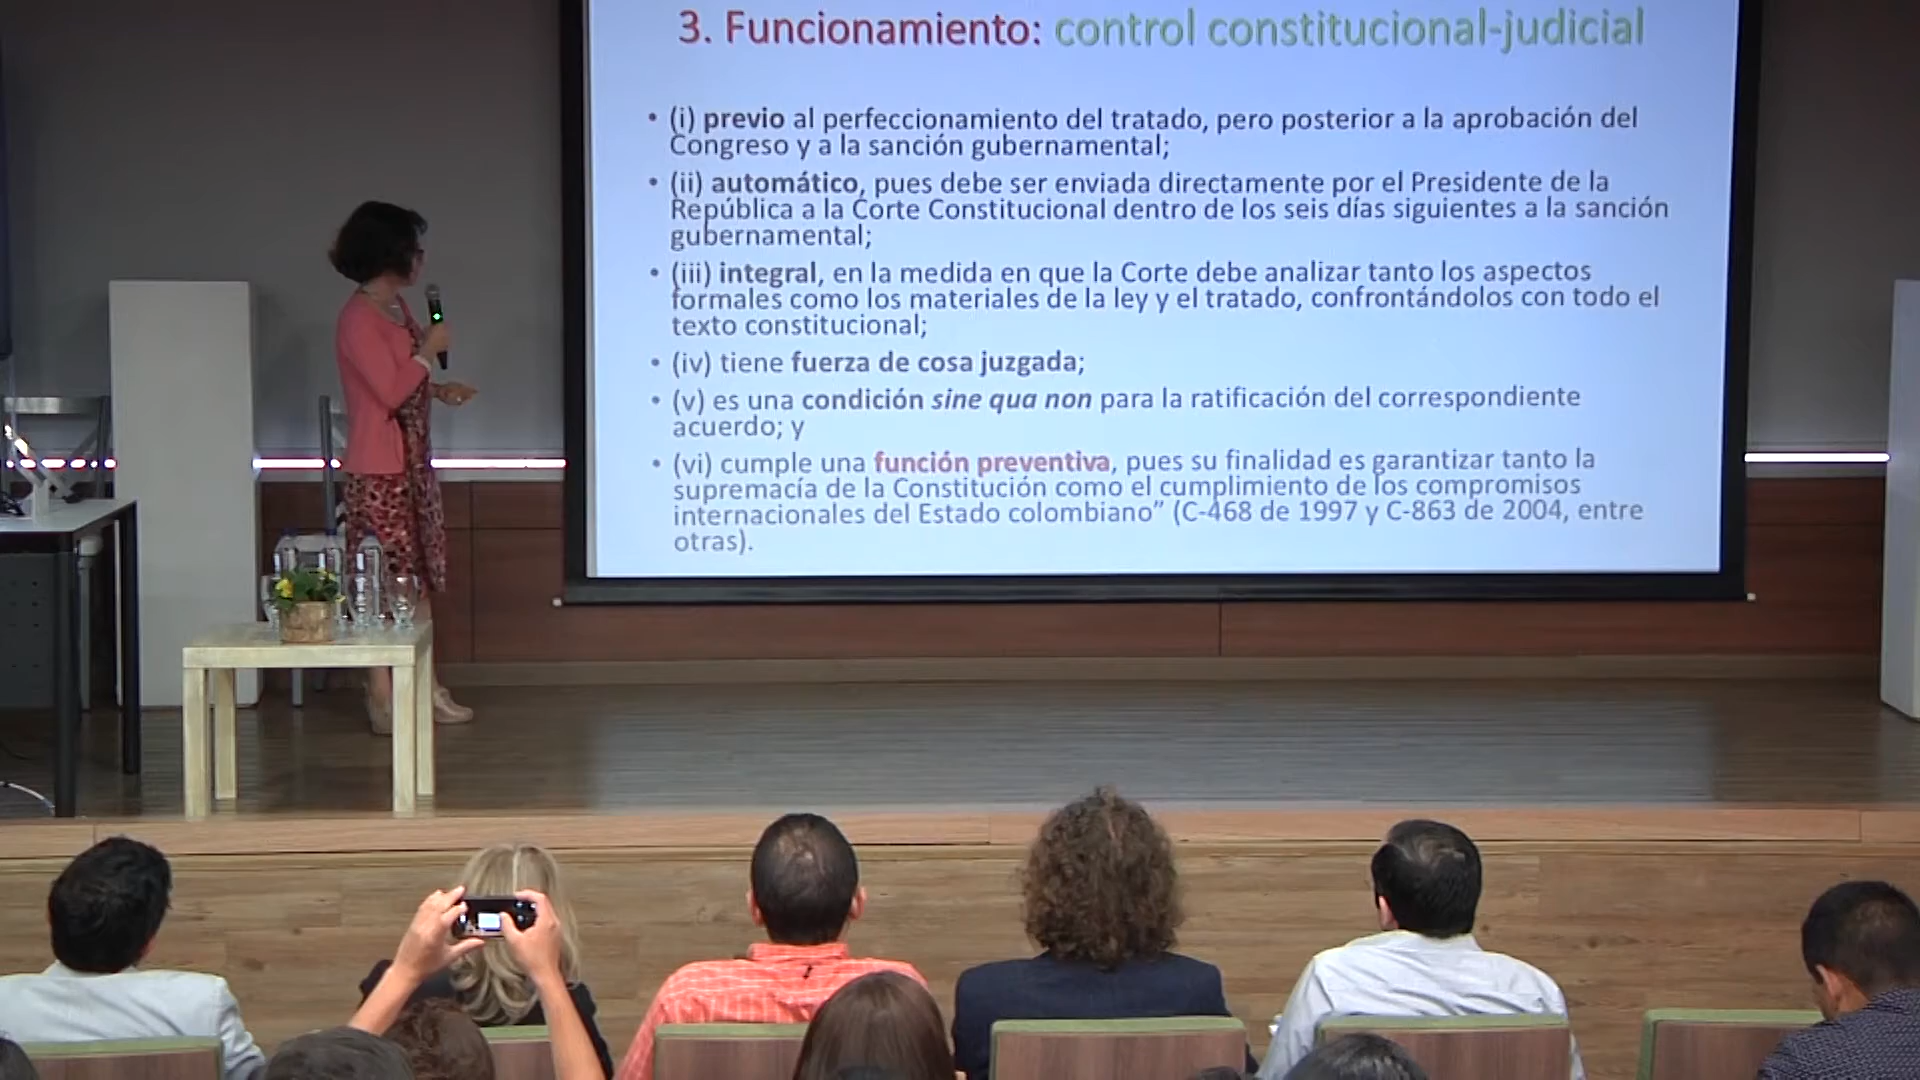 3. Funcionamiento: control constitucional-judicial
• (i) previo al perfeccionamiento del tratado, pero posterior a la aprobación del
Congreso y a la sanción gubernamental;
• (ii) automático, pues debe ser enviada directamente por el Presidente de la
República a la Corte Constitucional dentro de los seis días siguientes a la sanción
gubernamental;
• (iii) integral, en la medida en que la Corte debe analizar tanto los aspectos
formales como los materiales de la ley y el tratado, confrontándolos con todo el
texto constitucional;
• (iv) tiene fuerza de cosa juzgada;
• (v) es una condición sine qua non para la ratificación del correspondiente
acuerdo; y
• (vi) cumple una función preventiva, pues su finalidad es garantizar tanto la
supremacía de la Constitución como el cumplimiento de los compromisos
internacionales del Estado colombiano” (C-468 de 1997 y C-863 de 2004, entre
otras).